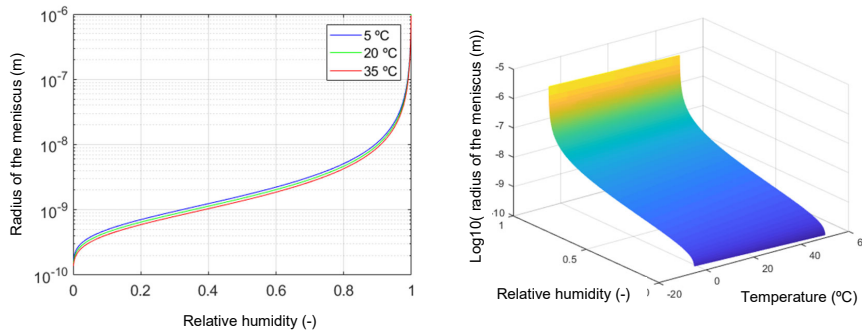 10⁻⁶
10⁻⁷
10⁻⁸
10⁻⁹
10⁻¹⁰
0 0.2 0.4 0.6 0.8 1
Radius of the meniscus (m)
Relative humidity (-)
5 ºC
20 ºC
35 ºC
-5
-6
-7
-8
-9
-10
Log10( radius of the meniscus (m))
1
0.5
Relative humidity (-)
-20
0
20
40
Temperature (ºC)